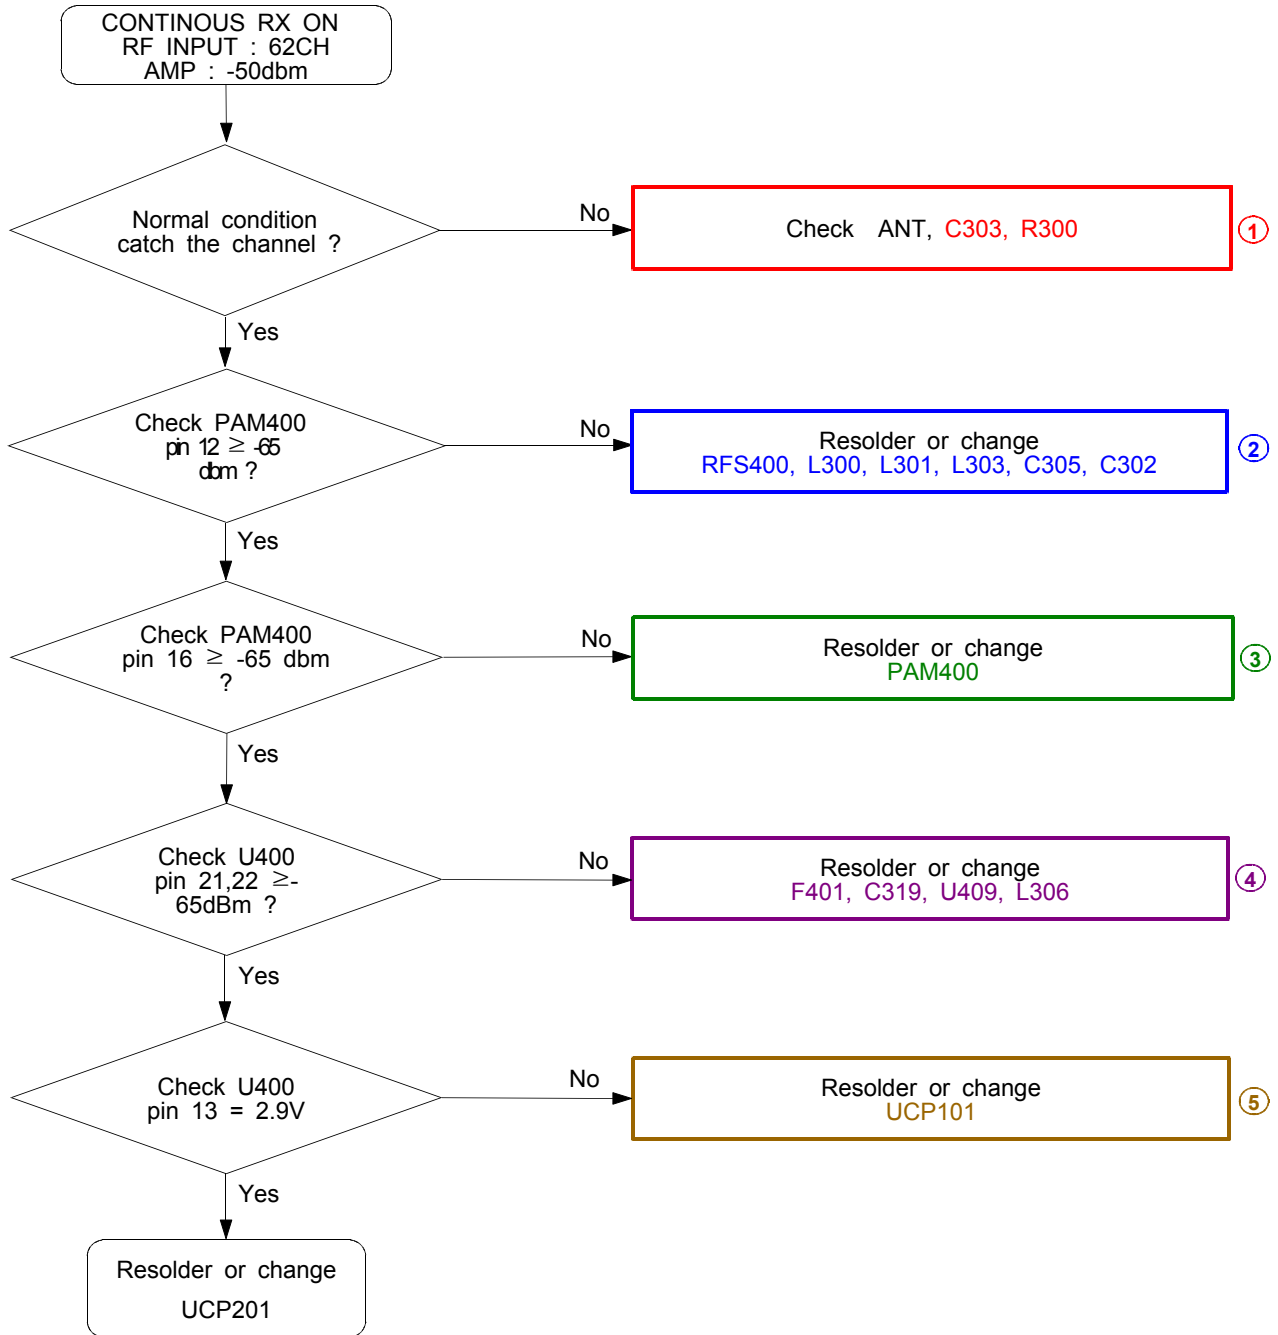 CONTINOUS RX ON
RF INPUT : 62CH
AMP : -50dbm
Normal condition
catch the channel ?
No
Check ANT, C303, R300
1
Yes
Check PAM400
pin 12 ≥ -65
dbm ?
No
Resolder or change
RFS400, L300, L301, L303, C305, C302
2
Yes
Check PAM400
pin 16 ≥ -65 dbm
?
No
Resolder or change
PAM400
3
Yes
Check U400
pin 21,22 ≥-
65dBm ?
No
Resolder or change
F401, C319, U409, L306
4
Yes
Check U400
pin 13 = 2.9V
No
Resolder or change
UCP101
5
Yes
Resolder or change
UCP201